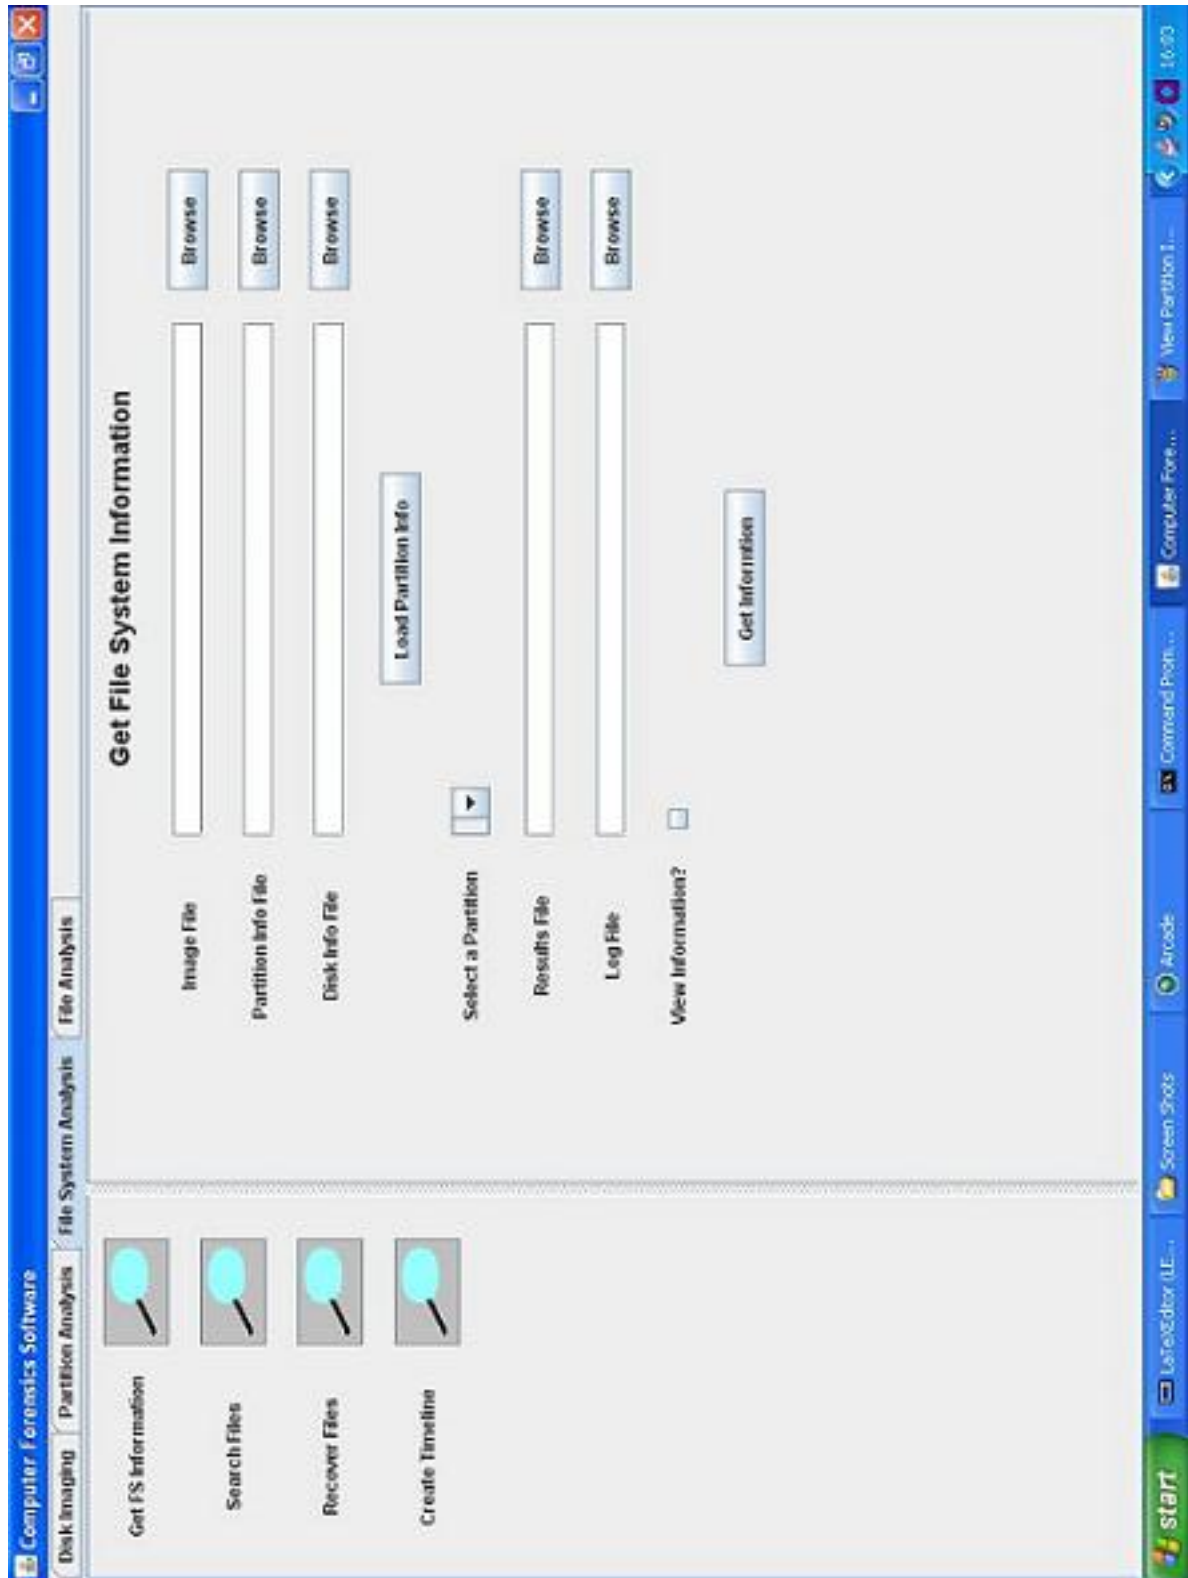 Computer Forensics Software
Disk Imaging Partition Analysis File System Analysis File Analysis
Get FS Information
Search Files
Recover Files
Create Timeline
Get File System Information
Image File Browse
Partition Info File Browse
Disk Info File Browse
Load Partition Info
Select a Partition
Results File Browse
Log File Browse
View Information?
Get Informtion
start LaTeXEditor (LE... Screen Shots Arcade Command Prom... Computer Fore... View Partition I... 16:03